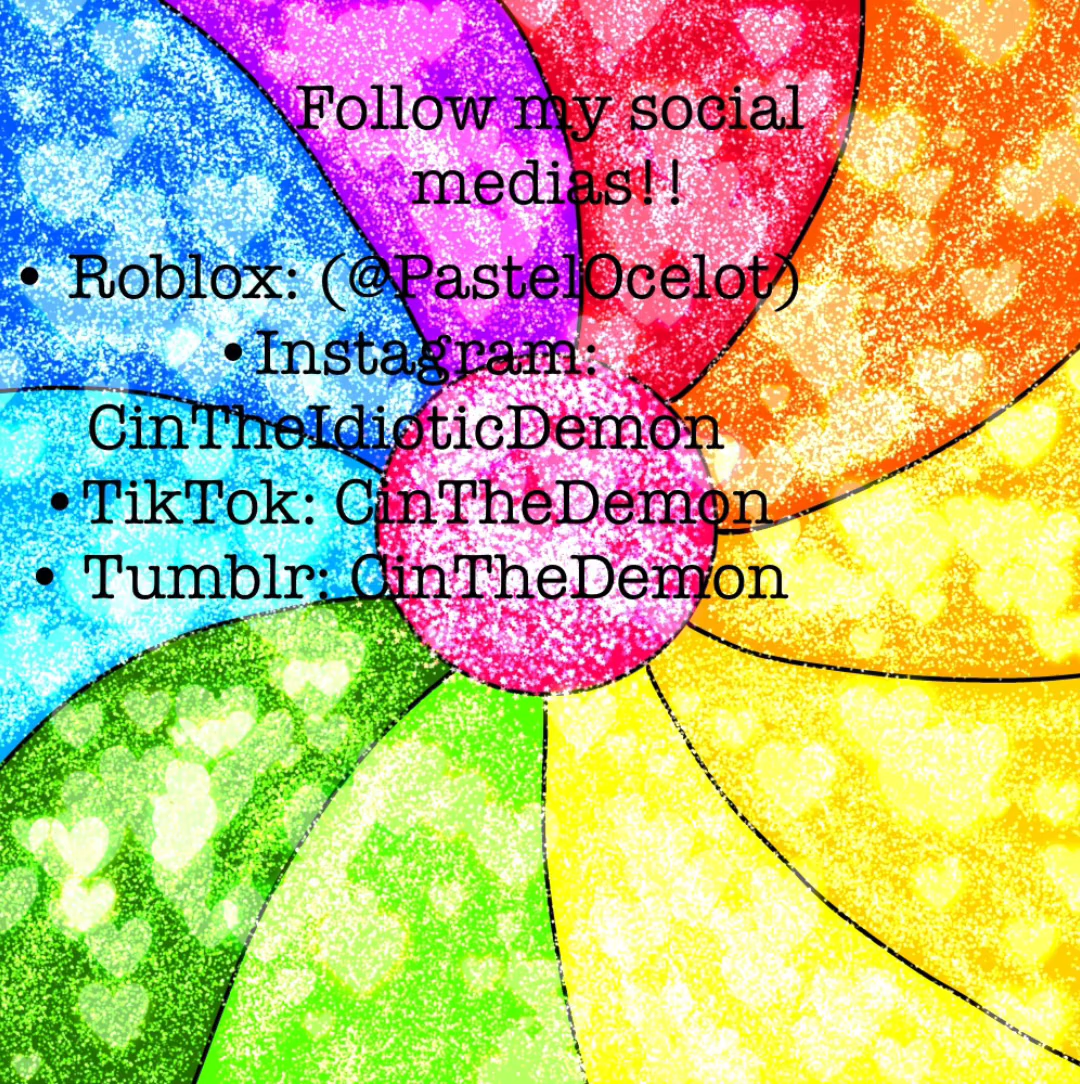 Follow my social
medias!!
• Roblox: (@PastelOcelot)
• Instagram:
CinTheIdioticDemon
• TikTok: CinTheDemon
• Tumblr: CinTheDemon